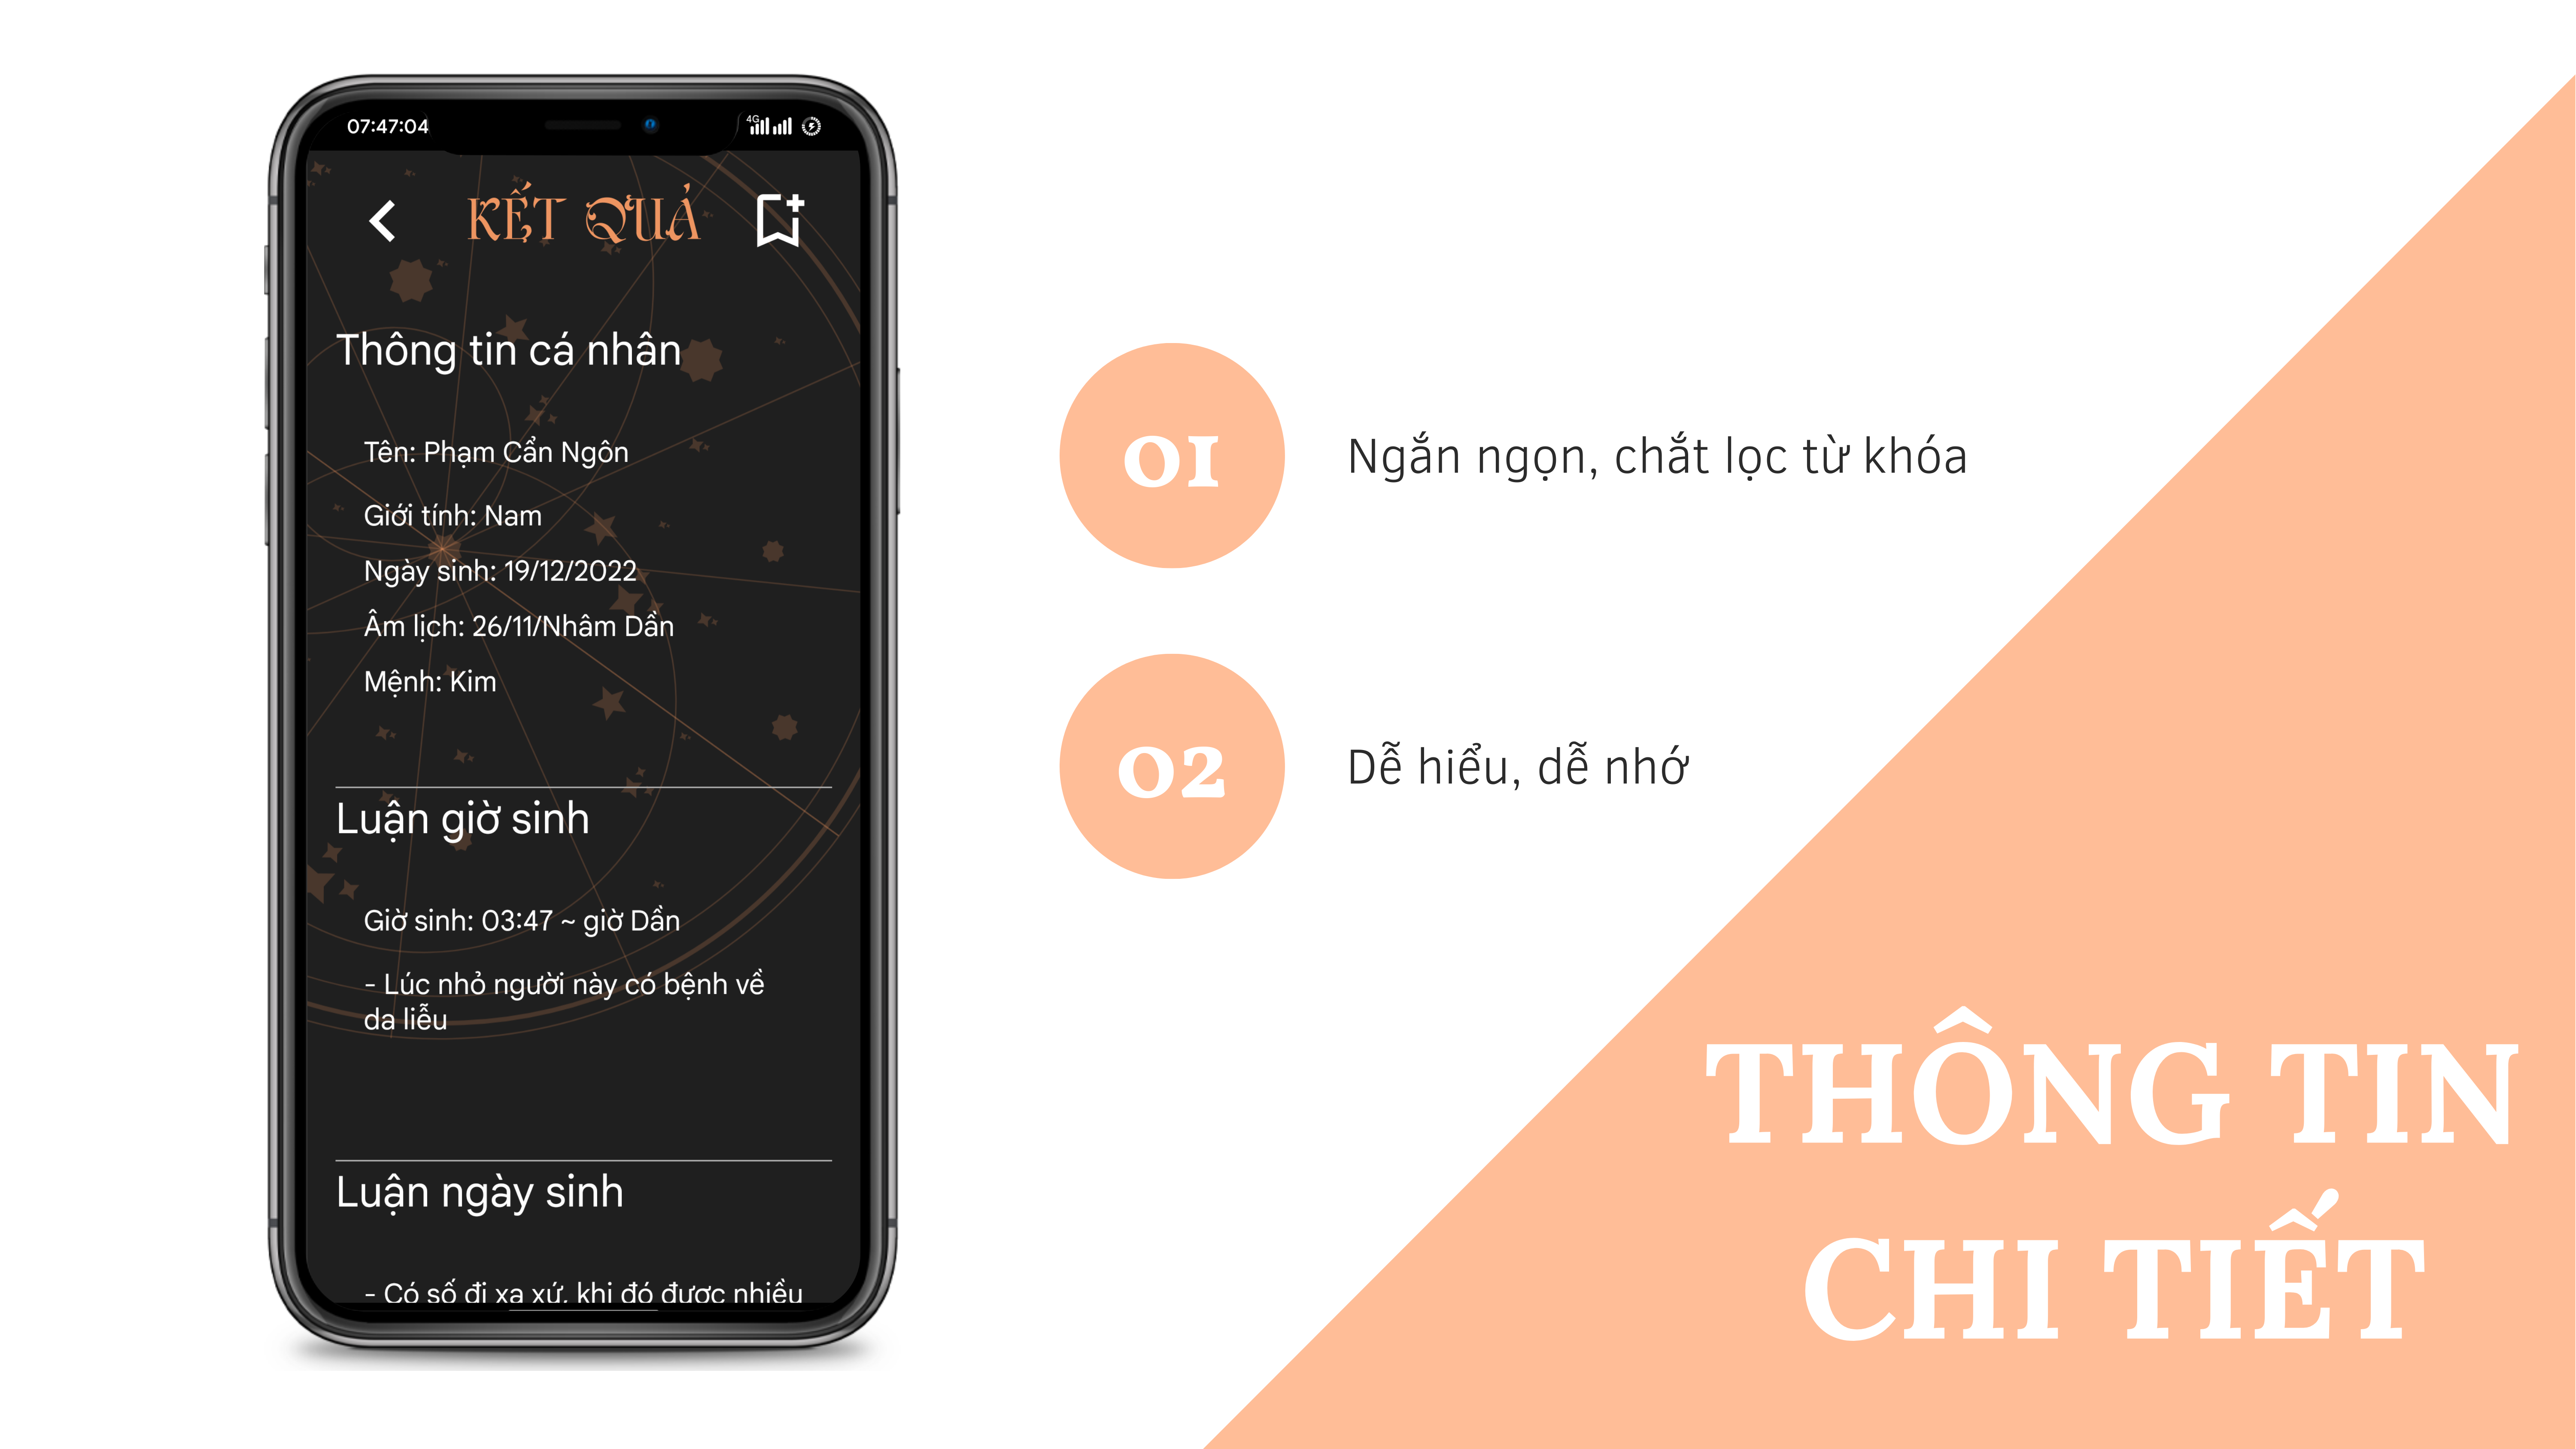 07:47:04
4G
KẾT QUẢ
Thông tin cá nhân
Tên: Phạm Cẩn Ngôn
Giới tính: Nam
Ngày sinh: 19/12/2022
Âm lịch: 26/11/Nhâm Dần
Mệnh: Kim
Luận giờ sinh
Giờ sinh: 03:47 ~ giờ Dần
- Lúc nhỏ người này có bệnh về
da liễu
Luận ngày sinh
- Có số đi xa xứ, khi đó được nhiều
01
Ngắn ngọn, chắt lọc từ khóa
02
Dễ hiểu, dễ nhớ
THÔNG TIN
CHI TIẾT